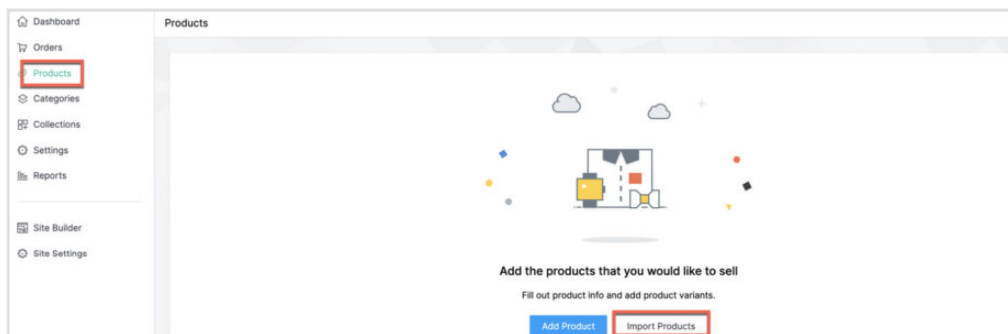 Dashboard
Products
Orders
Products
Categories
Collections
Settings
Reports
Site Builder
Site Settings
Add the products that you would like to sell
Fill out product info and add product variants.
Add Product
Import Products